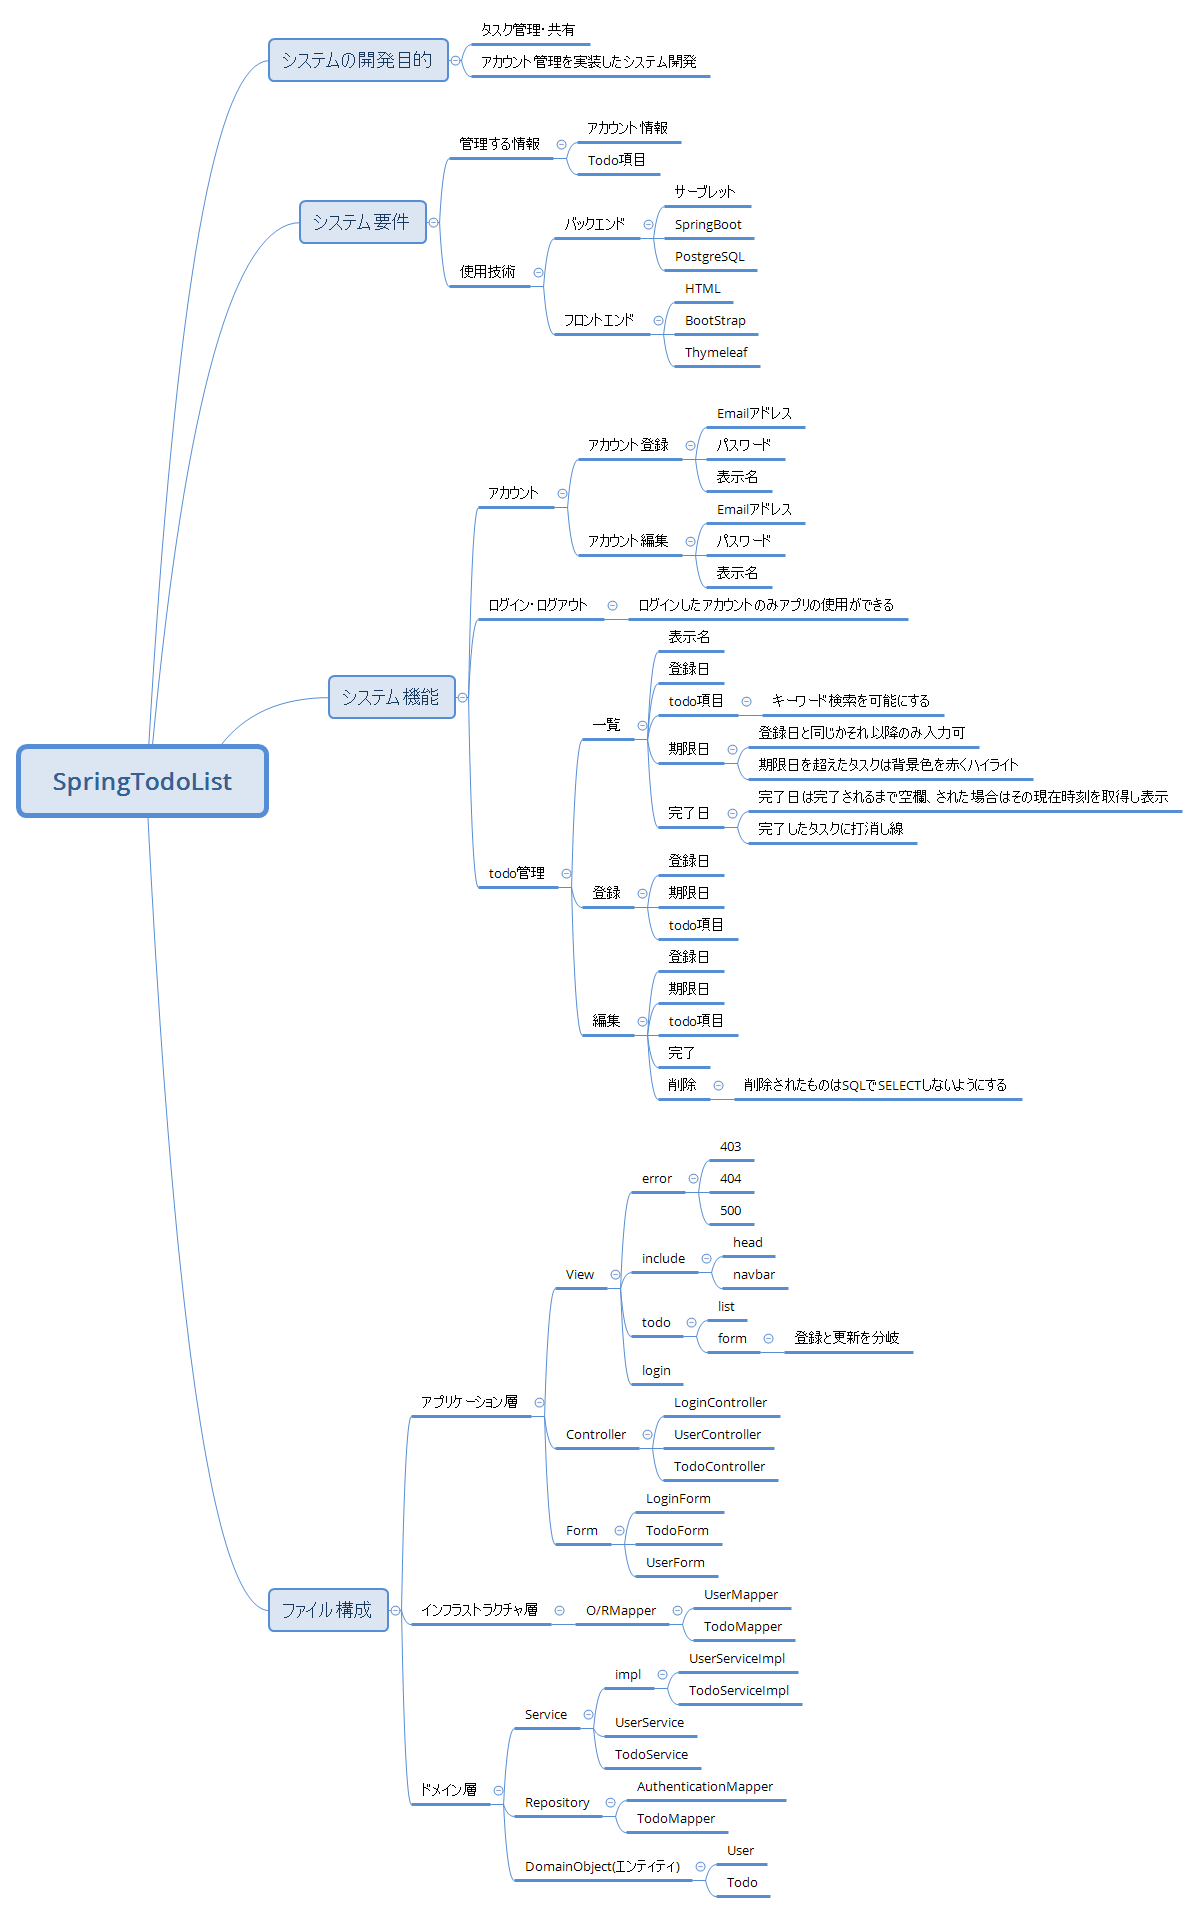 SpringTodoList
システムの開発目的
タスク管理・共有
アカウント管理を実装したシステム開発
システム要件
管理する情報
アカウント情報
Todo項目
使用技術
バックエンド
サーブレット
SpringBoot
PostgreSQL
フロントエンド
HTML
BootStrap
Thymeleaf
システム機能
アカウント
アカウント登録
Emailアドレス
パスワード
表示名
アカウント編集
Emailアドレス
パスワード
表示名
ログイン・ログアウト
ログインしたアカウントのみアプリの使用ができる
todo管理
一覧
表示名
登録日
todo項目
キーワード検索を可能にする
期限日
登録日と同じかそれ以降のみ入力可
期限日を超えたタスクは背景色を赤くハイライト
完了日
完了日は完了されるまで空欄、された場合はその現在時刻を取得し表示
完了したタスクに打消し線
登録
登録日
期限日
todo項目
編集
登録日
期限日
todo項目
完了
削除
削除されたものはSQLでSELECTしないようにする
ファイル構成
アプリケーション層
View
error
403
404
500
include
head
navbar
todo
list
form
登録と更新を分岐
login
Controller
LoginController
UserController
TodoController
Form
LoginForm
TodoForm
UserForm
インフラストラクチャ層
O/RMapper
UserMapper
TodoMapper
ドメイン層
Service
impl
UserServiceImpl
TodoServiceImpl
UserService
TodoService
Repository
AuthenticationMapper
TodoMapper
DomainObject(エンティティ)
User
Todo